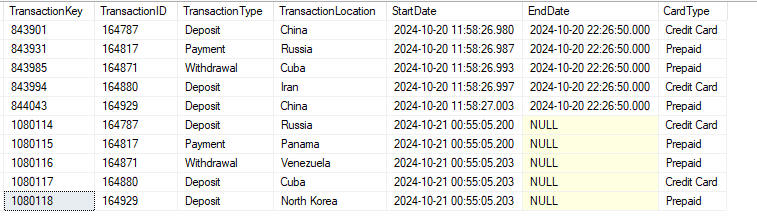 TransactionKey TransactionID TransactionType TransactionLocation StartDate EndDate CardType
843901 164787 Deposit China 2024-10-20 11:58:26.980 2024-10-20 22:26:50.000 Credit Card
843931 164817 Payment Russia 2024-10-20 11:58:26.987 2024-10-20 22:26:50.000 Prepaid
843985 164871 Withdrawal Cuba 2024-10-20 11:58:26.993 2024-10-20 22:26:50.000 Prepaid
843994 164880 Deposit Iran 2024-10-20 11:58:26.997 2024-10-20 22:26:50.000 Credit Card
844043 164929 Deposit China 2024-10-20 11:58:27.003 2024-10-20 22:26:50.000 Prepaid
1080114 164787 Deposit Russia 2024-10-21 00:55:05.200 NULL Credit Card
1080115 164817 Payment Panama 2024-10-21 00:55:05.200 NULL Prepaid
1080116 164871 Withdrawal Venezuela 2024-10-21 00:55:05.203 NULL Prepaid
1080117 164880 Deposit Cuba 2024-10-21 00:55:05.203 NULL Credit Card
1080118 164929 Deposit North Korea 2024-10-21 00:55:05.203 NULL Prepaid